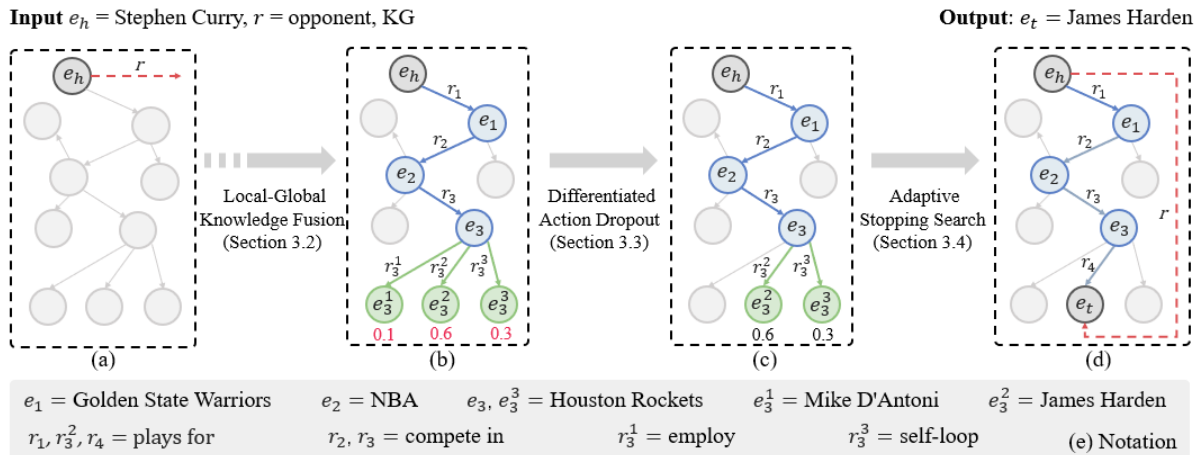 Input e_h = Stephen Curry, r = opponent, KG
Output: e_t = James Harden
e_h
r
(a)
Local-Global
Knowledge Fusion
(Section 3.2)
e_h
r_1
e_1
r_2
e_2
r_3
e_3
r_3^1
r_3^2
r_3^3
e_3^1
e_3^2
e_3^3
0.1
0.6
0.3
(b)
Differentiated
Action Dropout
(Section 3.3)
e_h
r_1
e_1
r_2
e_2
r_3
e_3
r_3^2
r_3^3
e_3^2
e_3^3
0.6
0.3
(c)
Adaptive
Stopping Search
(Section 3.4)
e_h
r_1
e_1
r_2
e_2
r_3
r
e_3
r_4
e_t
(d)
e_1 = Golden State Warriors e_2 = NBA e_3, e_3^3 = Houston Rockets e_3^1 = Mike D'Antoni e_3^2 = James Harden
r_1, r_3^2, r_4 = plays for r_2, r_3 = compete in r_3^1 = employ r_3^3 = self-loop (e) Notation